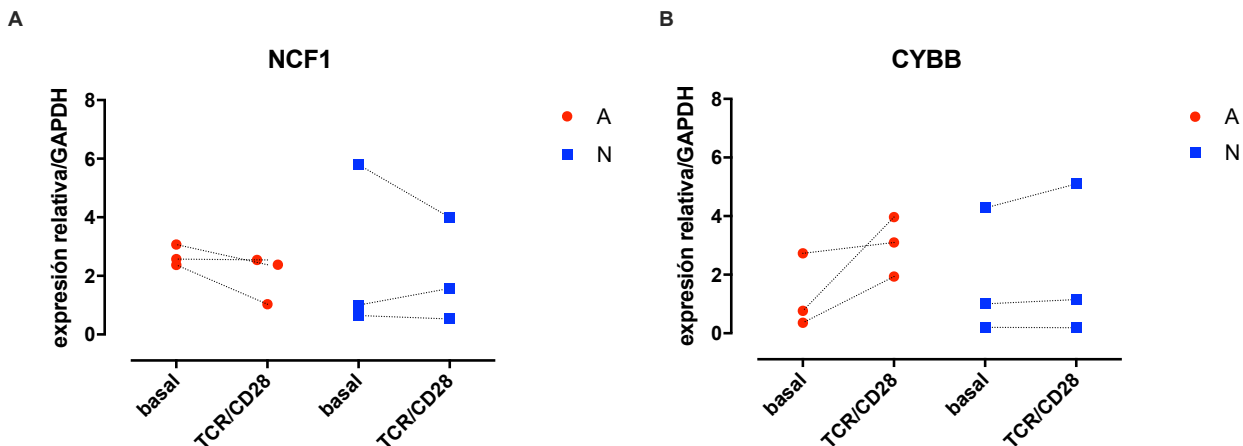 A
NCF1
expresión relativa/GAPDH
8
6
4
2
0
basal
TCR/CD28
basal
TCR/CD28
A
N
B
CYBB
expresión relativa/GAPDH
8
6
4
2
0
basal
TCR/CD28
basal
TCR/CD28
A
N